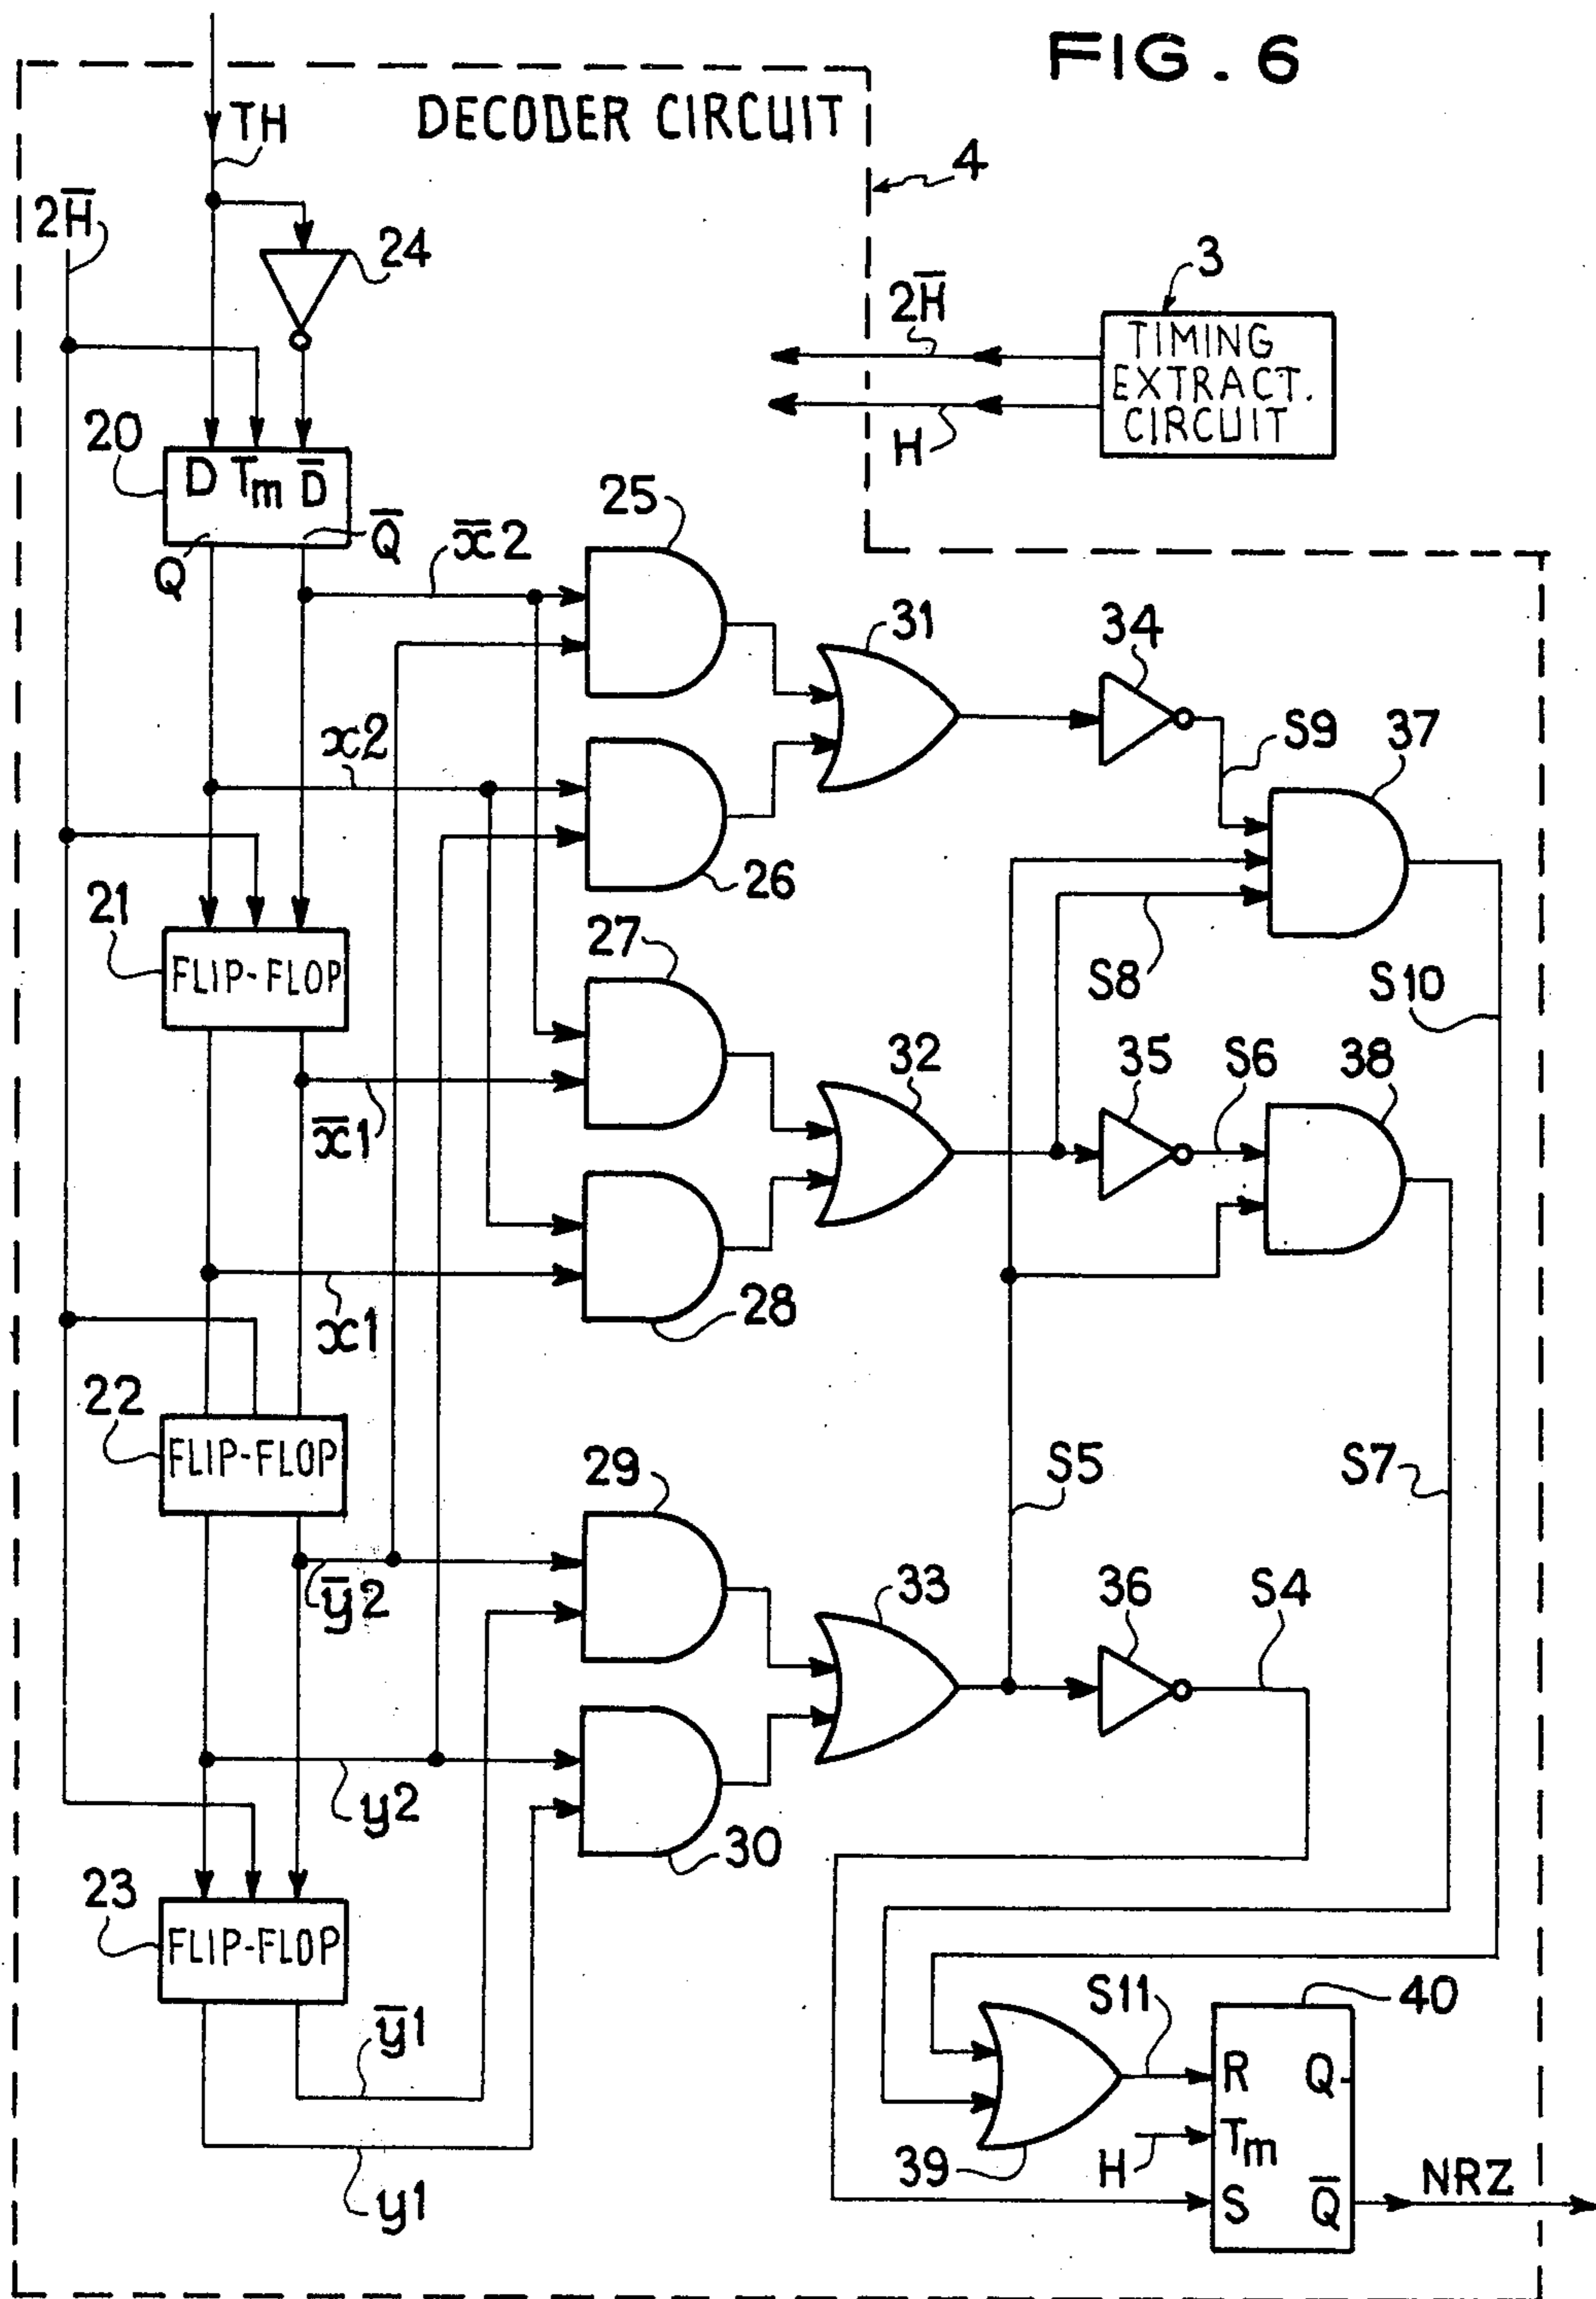 FIG. 6
DECODER CIRCUIT
TH
4
2H̅
24
3
2H̅
TIMING
EXTRACT.
CIRCUIT
H
20
D Tm D̅
Q
Q̅
25
x̅2
31
34
x2
S9
37
26
21
FLIP-FLOP
27
S8
S10
32
35
S6
38
x̅1
28
x1
22
FLIP-FLOP
29
S5
S7
y̅2
33
36
S4
y2
30
23
FLIP-FLOP
y̅1
S11
40
R Q
H
Tm
39
NRZ
S Q̅
y1